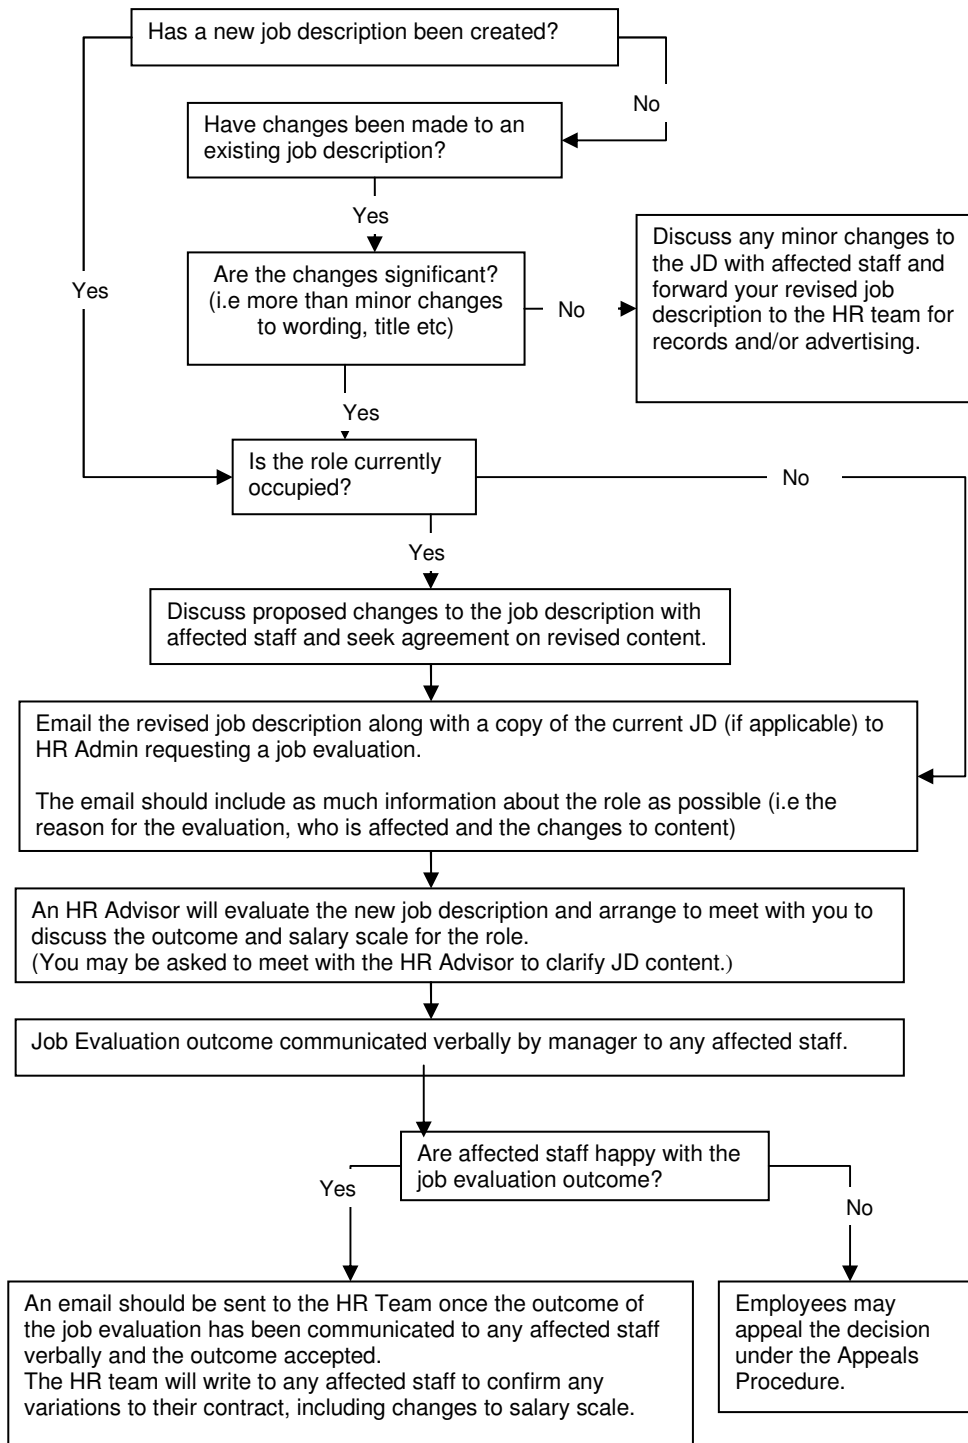 Has a new job description been created?
No
Have changes been made to an
existing job description?
Yes
Discuss any minor changes to
the JD with affected staff and
forward your revised job
description to the HR team for
records and/or advertising.
Are the changes significant?
(i.e more than minor changes
to wording, title etc)
Yes
No
Yes
Is the role currently
occupied?
No
Yes
Discuss proposed changes to the job description with
affected staff and seek agreement on revised content.
Email the revised job description along with a copy of the current JD (if applicable) to
HR Admin requesting a job evaluation.
The email should include as much information about the role as possible (i.e the
reason for the evaluation, who is affected and the changes to content)
An HR Advisor will evaluate the new job description and arrange to meet with you to
discuss the outcome and salary scale for the role.
(You may be asked to meet with the HR Advisor to clarify JD content.)
Job Evaluation outcome communicated verbally by manager to any affected staff.
Are affected staff happy with the
job evaluation outcome?
Yes
No
An email should be sent to the HR Team once the outcome of
the job evaluation has been communicated to any affected staff
verbally and the outcome accepted.
The HR team will write to any affected staff to confirm any
variations to their contract, including changes to salary scale.
Employees may
appeal the decision
under the Appeals
Procedure.